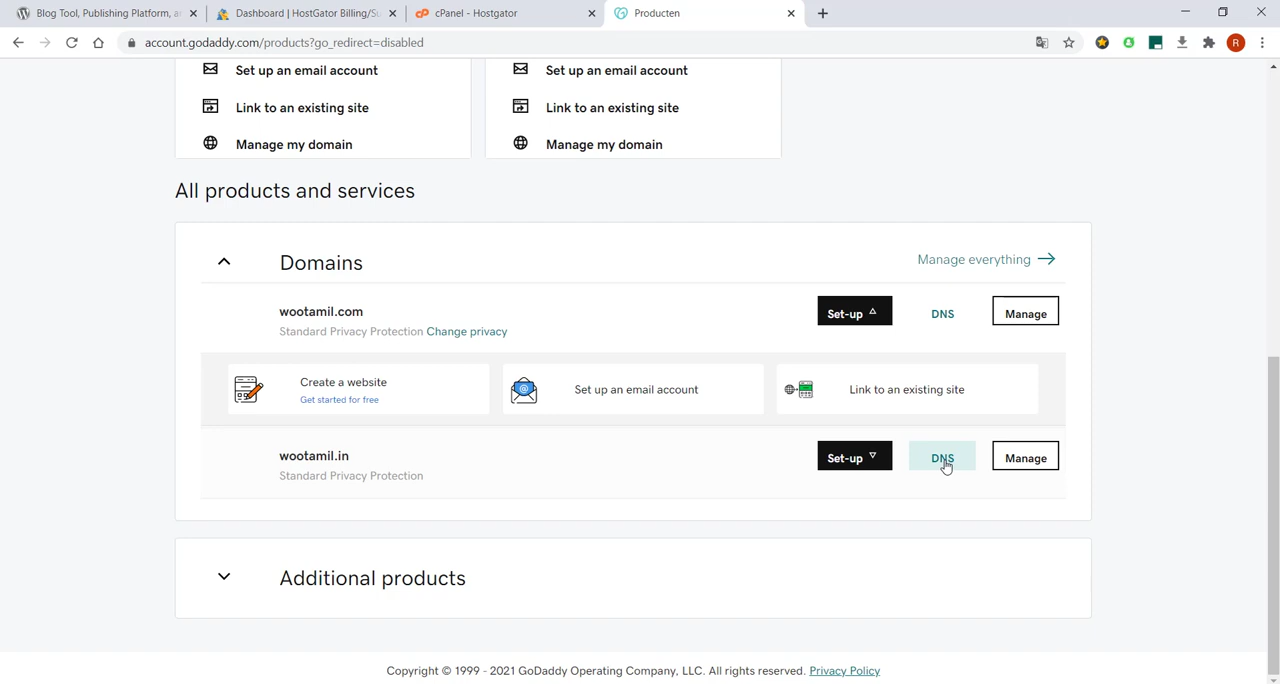 Blog Tool, Publishing Platform, a
Dashboard | HostGator Billing/Su
cPanel - Hostgator
Producten
account.godaddy.com/products?go_redirect=disabled
R
Set up an email account
Set up an email account
Link to an existing site
Link to an existing site
Manage my domain
Manage my domain
All products and services
Domains
Manage everything
wootamil.com
Set-up
DNS
Manage
Standard Privacy Protection Change privacy
Create a website
Get started for free
Set up an email account
Link to an existing site
wootamil.in
Set-up
DNS
Manage
Standard Privacy Protection
Additional products
Copyright © 1999 - 2021 GoDaddy Operating Company, LLC. All rights reserved. Privacy Policy